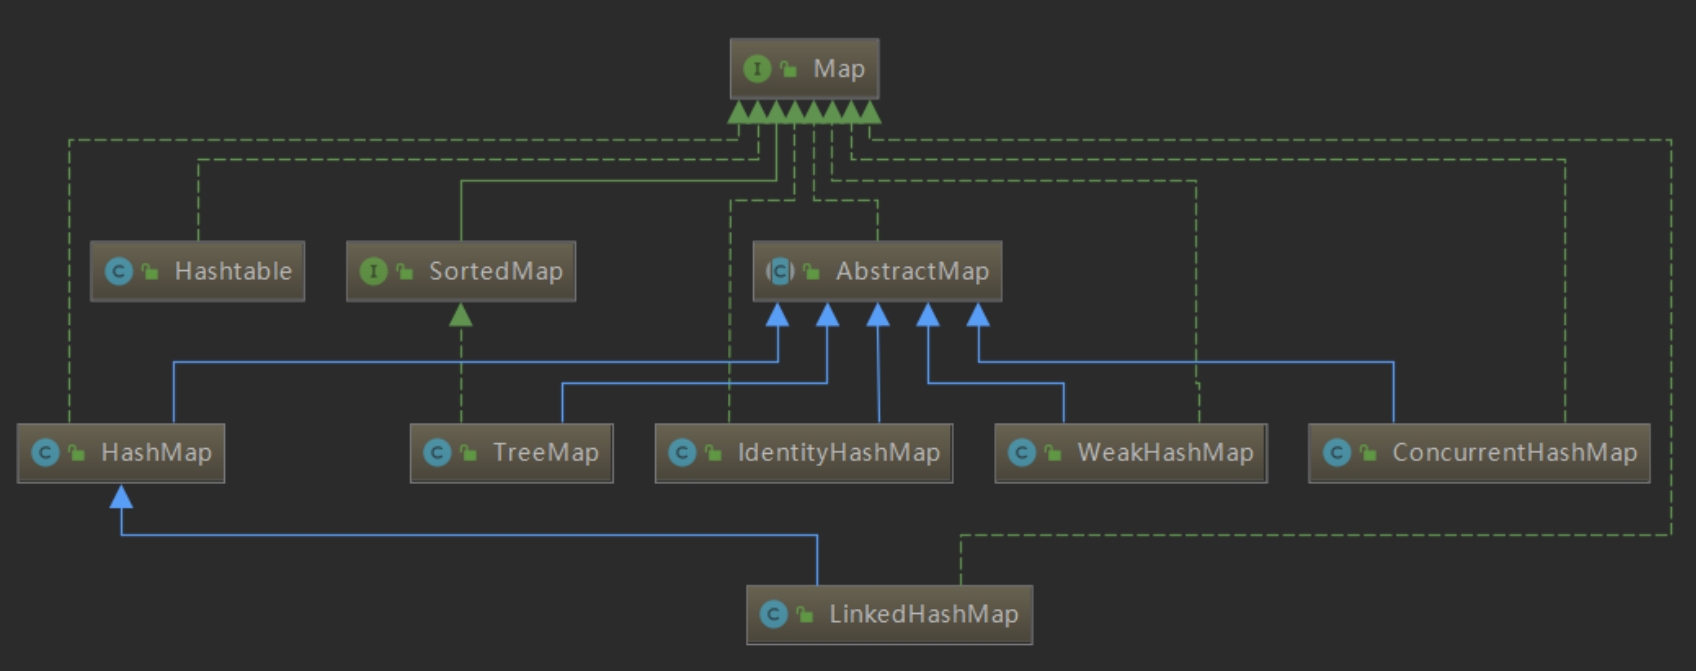 I Map
C Hashtable
I SortedMap
C AbstractMap
C HashMap
C TreeMap
C IdentityHashMap
C WeakHashMap
C ConcurrentHashMap
C LinkedHashMap